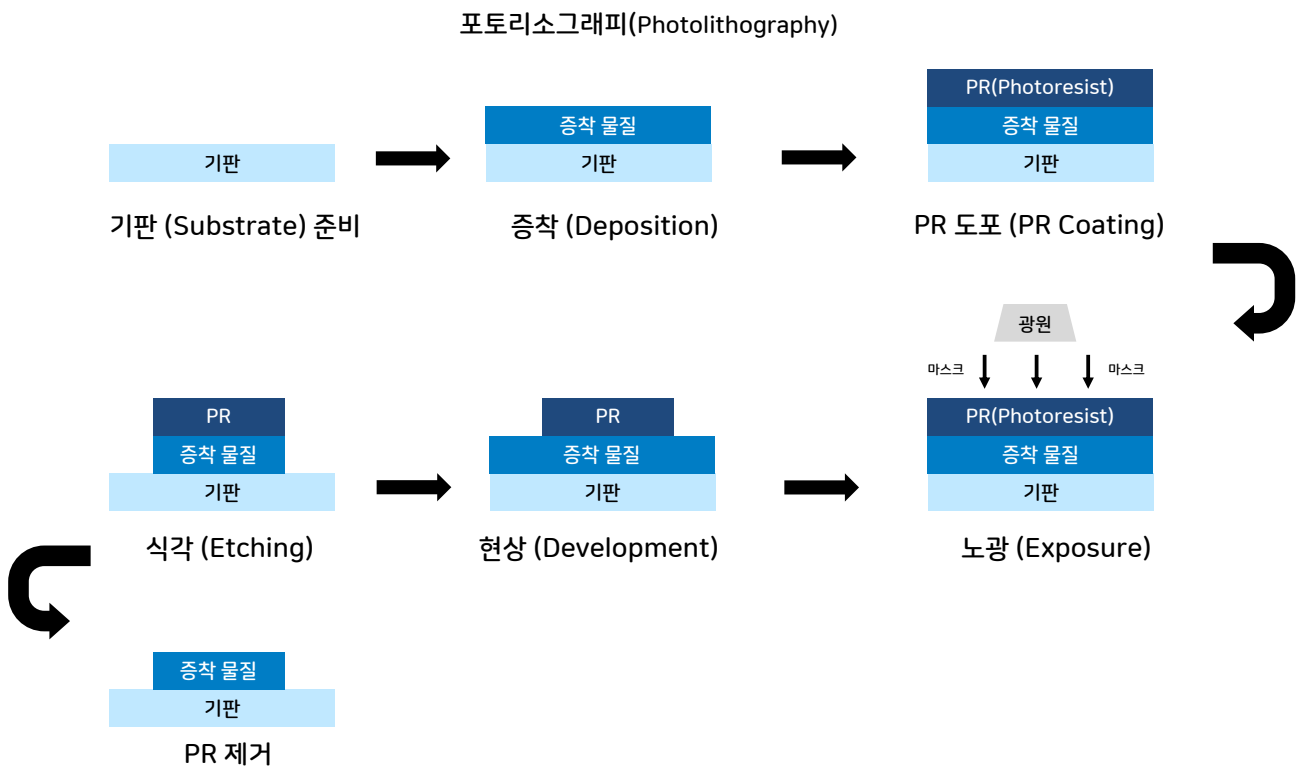 포토리소그래피(Photolithography)
기판
기판 (Substrate) 준비
증착 물질
기판
증착 (Deposition)
PR(Photoresist)
증착 물질
기판
PR 도포 (PR Coating)
광원
마스크
마스크
PR(Photoresist)
증착 물질
기판
노광 (Exposure)
PR
증착 물질
기판
현상 (Development)
PR
증착 물질
기판
식각 (Etching)
증착 물질
기판
PR 제거